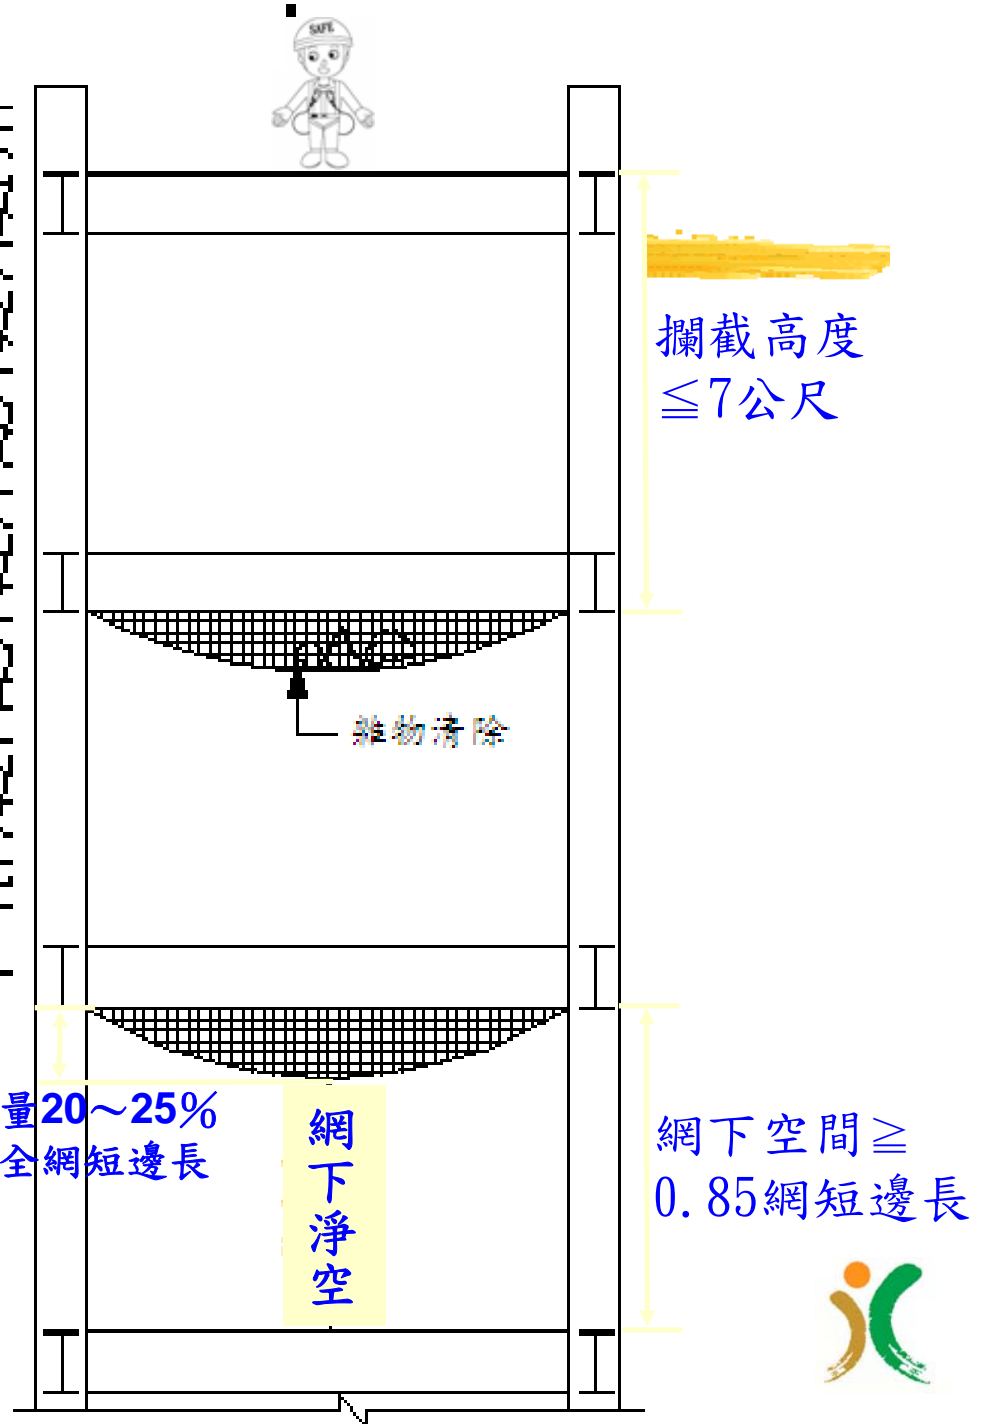 SAFE
攔截高度
≦7公尺
雜物清除
量20～25％
全網短邊長
網
下
淨
空
網下空間≧
0.85網短邊長